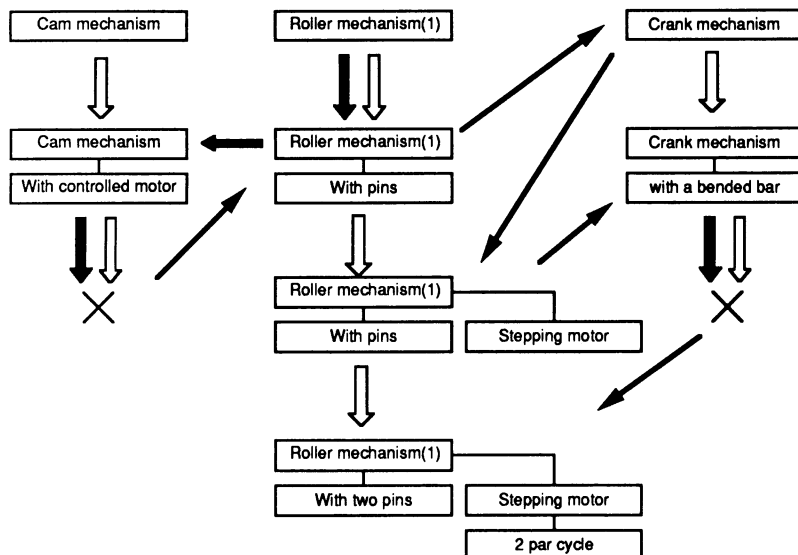 Cam mechanism
Roller mechanism(1)
Crank mechanism
Cam mechanism
With controlled motor
Roller mechanism(1)
With pins
Crank mechanism
with a bended bar
Roller mechanism(1)
With pins
Stepping motor
Roller mechanism(1)
With two pins
Stepping motor
2 par cycle